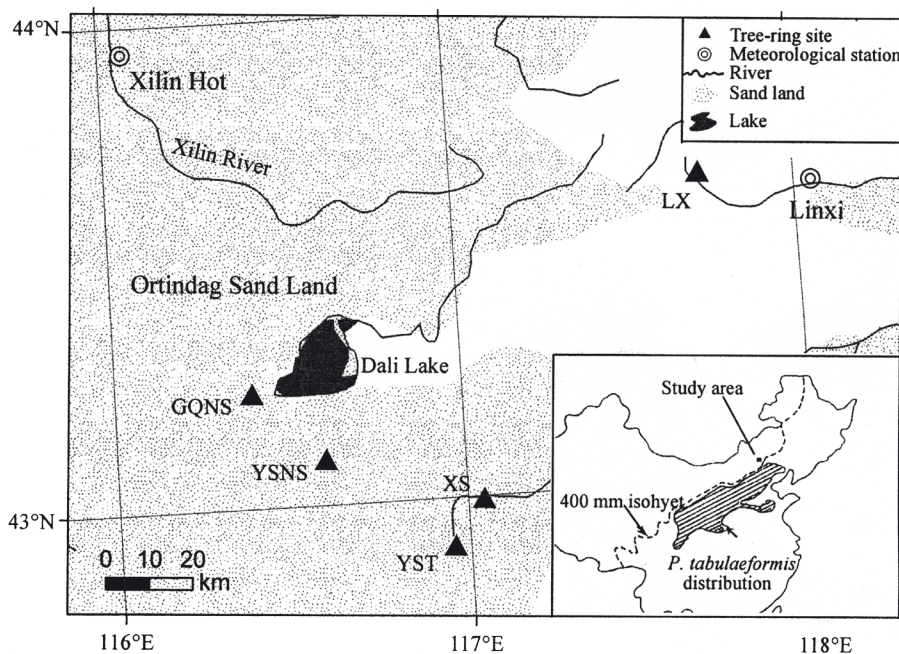 44°N
Tree-ring site
Meteorological station
River
Sand land
Lake
Xilin Hot
Xilin River
LX
Linxi
Ortindag Sand Land
Dali Lake
GQNS
YSNS
XS
YST
43°N
0 10 20
km
Study area
400 mm isohyet
P. tabulaeformis
distribution
116°E
117°E
118°E